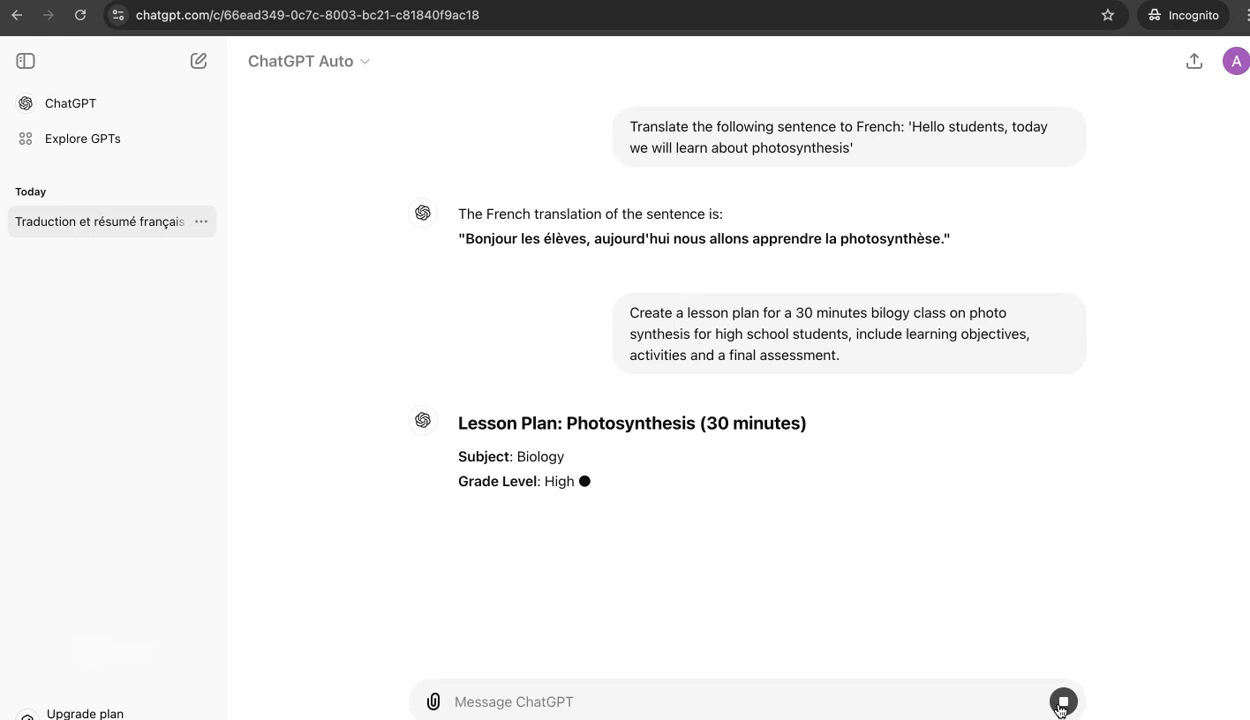 chatgpt.com/c/66ead349-0c7c-8003-bc21-c81840f9ac18
Incognito
ChatGPT Auto
A
ChatGPT
Explore GPTs
Today
Traduction et résumé français
Translate the following sentence to French: 'Hello students, today
we will learn about photosynthesis'
The French translation of the sentence is:
"Bonjour les élèves, aujourd'hui nous allons apprendre la photosynthèse."
Create a lesson plan for a 30 minutes bilogy class on photo
synthesis for high school students, include learning objectives,
activities and a final assessment.
Lesson Plan: Photosynthesis (30 minutes)
Subject: Biology
Grade Level: High
Message ChatGPT
Upgrade plan